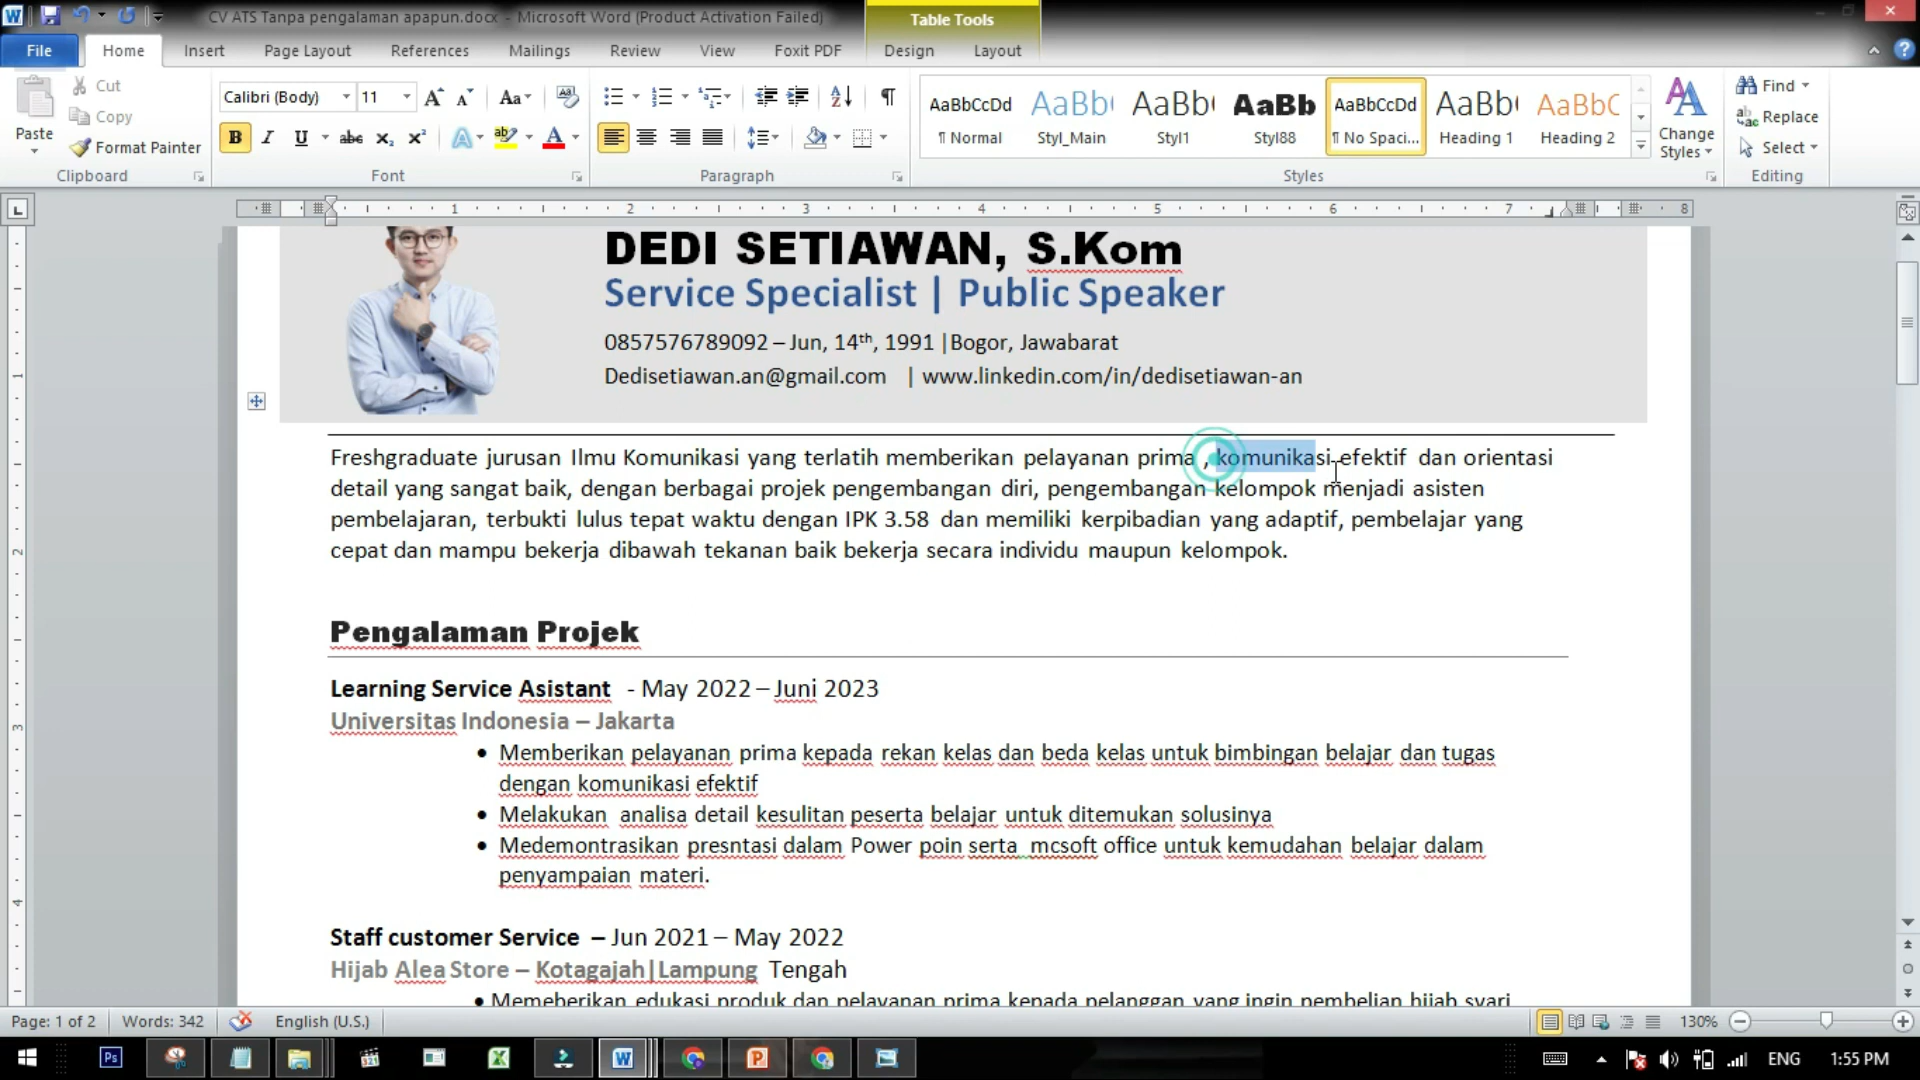 CV ATS Tanpa pengalaman apapun.docx - Microsoft Word (Product Activation Failed)
Table Tools
File Home Insert Page Layout References Mailings Review View Foxit PDF Design Layout
Paste
Cut
Copy
Format Painter
Clipboard
Calibri (Body) 11
Font
Paragraph
AaBbCcDd AaBb( AaBb( AaBb AaBbCcDd AaBb( AaBbC
¶ Normal Styl_Main Styl1 Styl88 ¶ No Spaci... Heading 1 Heading 2
Change Styles
Styles
Find
Replace
Select
Editing
1 2 3 4 5 6 7 8
DEDI SETIAWAN, S.Kom
Service Specialist | Public Speaker
0857576789092 – Jun, 14th, 1991 |Bogor, Jawabarat
Dedisetiawan.an@gmail.com | www.linkedin.com/in/dedisetiawan-an
Freshgraduate jurusan Ilmu Komunikasi yang terlatih memberikan pelayanan prima , komunikasi efektif dan orientasi
detail yang sangat baik, dengan berbagai projek pengembangan diri, pengembangan kelompok menjadi asisten
pembelajaran, terbukti lulus tepat waktu dengan IPK 3.58 dan memiliki kerpibadian yang adaptif, pembelajar yang
cepat dan mampu bekerja dibawah tekanan baik bekerja secara individu maupun kelompok.
Pengalaman Projek
Learning Service Asistant - May 2022 – Juni 2023
Universitas Indonesia – Jakarta
• Memberikan pelayanan prima kepada rekan kelas dan beda kelas untuk bimbingan belajar dan tugas
dengan komunikasi efektif
• Melakukan analisa detail kesulitan peserta belajar untuk ditemukan solusinya
• Medemontrasikan presntasi dalam Power poin serta mcsoft office untuk kemudahan belajar dalam
penyampaian materi.
Staff customer Service – Jun 2021 – May 2022
Hijab Alea Store – Kotagajah|Lampung Tengah
• Memeberikan edukasi produk dan pelayanan prima kepada pelanggan yang ingin pembelian hijab syari
Page: 1 of 2 Words: 342 English (U.S.) 130%
ENG 1:55 PM